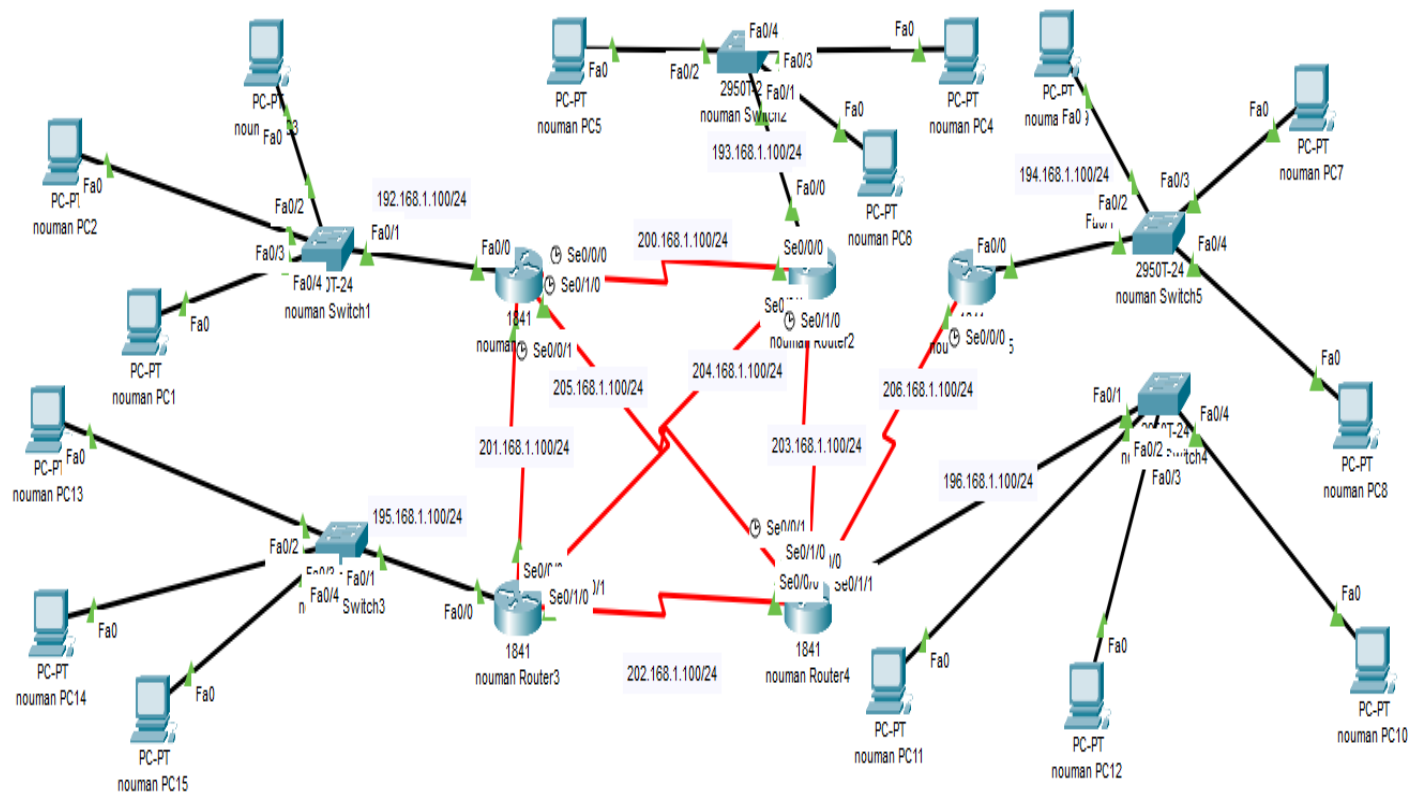 Fa0/4
Fa0
Fa0/2
Fa0/3
Fa0
PC-PT
nouman PC5
Fa0/1
nouman Switch2
Fa0
PC-PT
nouman PC4
193.168.1.100/24
Fa0/0
PC-PT
nouman PC6
PC-PT
Fa0
PC-PT
nouman PC2
Fa0
Fa0/2
Fa0/3
Fa0/4
Fa0/1
192.168.1.100/24
nouman Switch1
Fa0
PC-PT
nouman PC1
Fa0/0
Se0/0/0
Se0/1/0
1841
Se0/0/1
200.168.1.100/24
Se0/0/0
Se0/1/0
nouman Router2
PC-PT
Fa0
194.168.1.100/24
Fa0/2
Fa0/3
Fa0
PC-PT
nouman PC7
Fa0/0
Fa0/4
2950T-24
nouman Switch5
Se0/0/0
Fa0
PC-PT
nouman PC8
205.168.1.100/24
204.168.1.100/24
206.168.1.100/24
201.168.1.100/24
203.168.1.100/24
Fa0
nouman PC13
195.168.1.100/24
Fa0/2
Fa0/1
Fa0/4
Switch3
Fa0
PC-PT
nouman PC14
Fa0
PC-PT
nouman PC15
Fa0/0
Se0/1/0
1841
nouman Router3
202.168.1.100/24
Se0/0/1
Se0/1/0
Se0/0/0
Se0/1/1
1841
nouman Router4
196.168.1.100/24
Fa0/1
Fa0/4
Fa0/2
Fa0/3
Fa0
PC-PT
nouman PC11
Fa0
PC-PT
nouman PC12
Fa0
PC-PT
nouman PC10